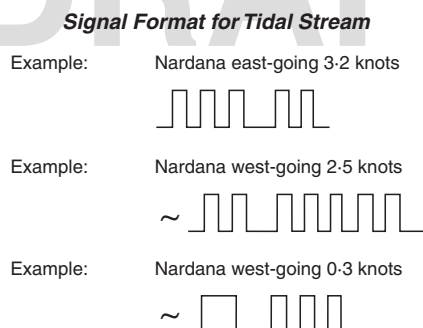 Signal Format for Tidal Stream
Example: Nardana east-going 3·2 knots
Example: Nardana west-going 2·5 knots
~
Example: Nardana west-going 0·3 knots
~